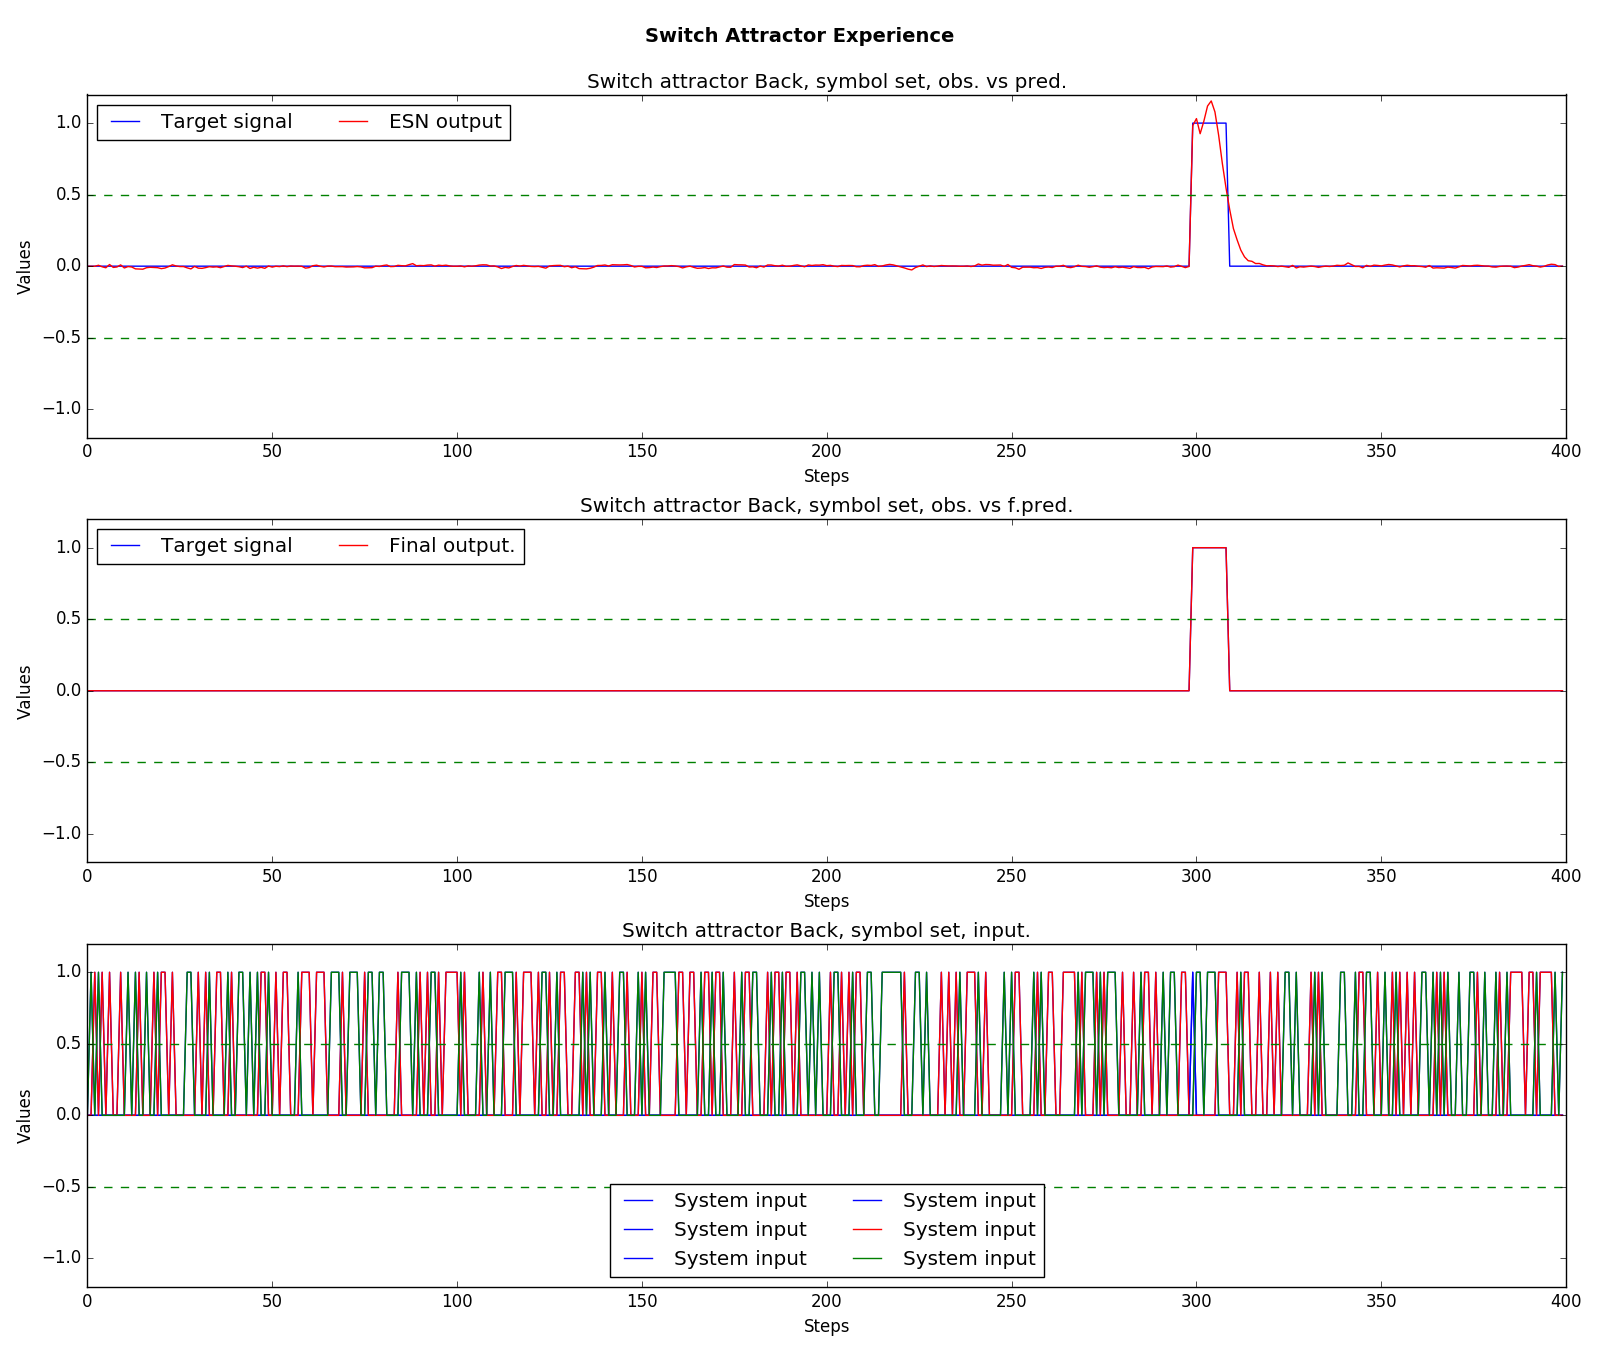 Switch Attractor Experience
Switch attractor Back, symbol set, obs. vs pred.
Target signal ESN output
1.0
0.5
0.0
−0.5
−1.0
Values
0 50 100 150 200 250 300 350 400
Steps
Switch attractor Back, symbol set, obs. vs f.pred.
Target signal Final output.
1.0
0.5
0.0
−0.5
−1.0
Values
0 50 100 150 200 250 300 350 400
Steps
Switch attractor Back, symbol set, input.
1.0
0.5
0.0
−0.5
−1.0
Values
System input System input
System input System input
System input System input
0 50 100 150 200 250 300 350 400
Steps